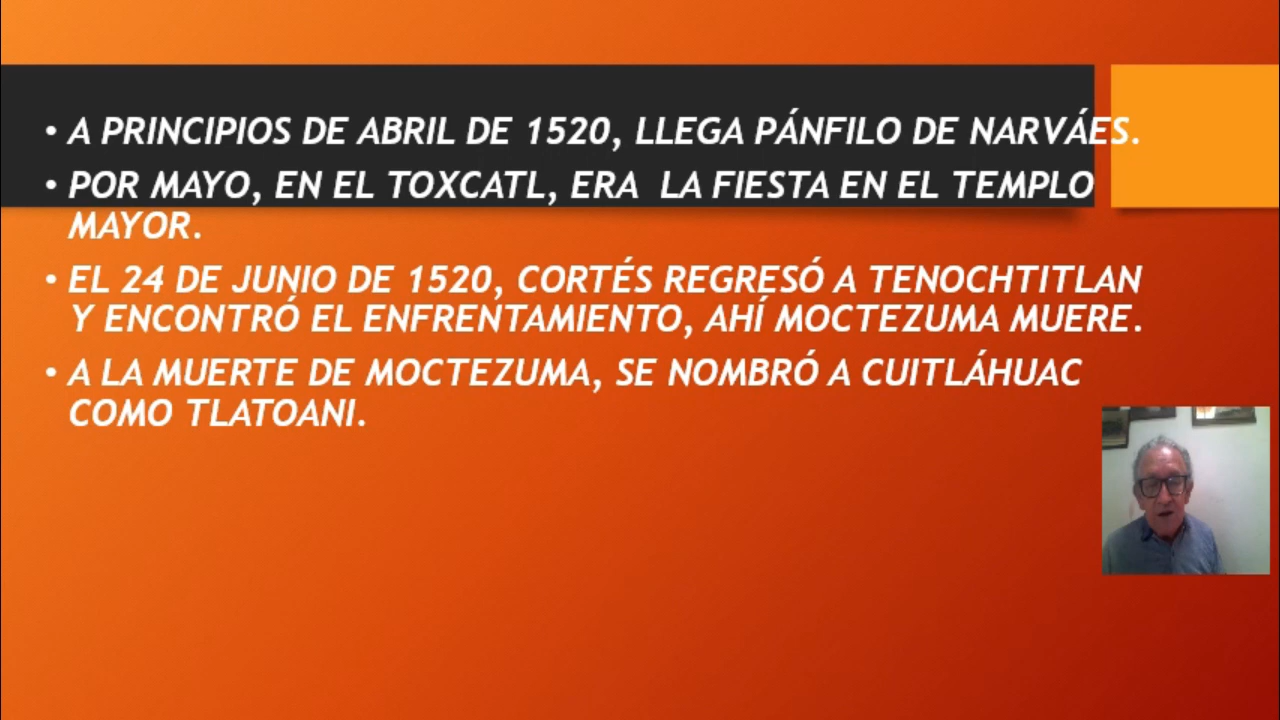 • A PRINCIPIOS DE ABRIL DE 1520, LLEGA PÁNFILO DE NARVÁES.
• POR MAYO, EN EL TOXCATL, ERA  LA FIESTA EN EL TEMPLO
MAYOR.
• EL 24 DE JUNIO DE 1520, CORTÉS REGRESÓ A TENOCHTITLAN
Y ENCONTRÓ EL ENFRENTAMIENTO, AHÍ MOCTEZUMA MUERE.
• A LA MUERTE DE MOCTEZUMA, SE NOMBRÓ A CUITLÁHUAC
COMO TLATOANI.